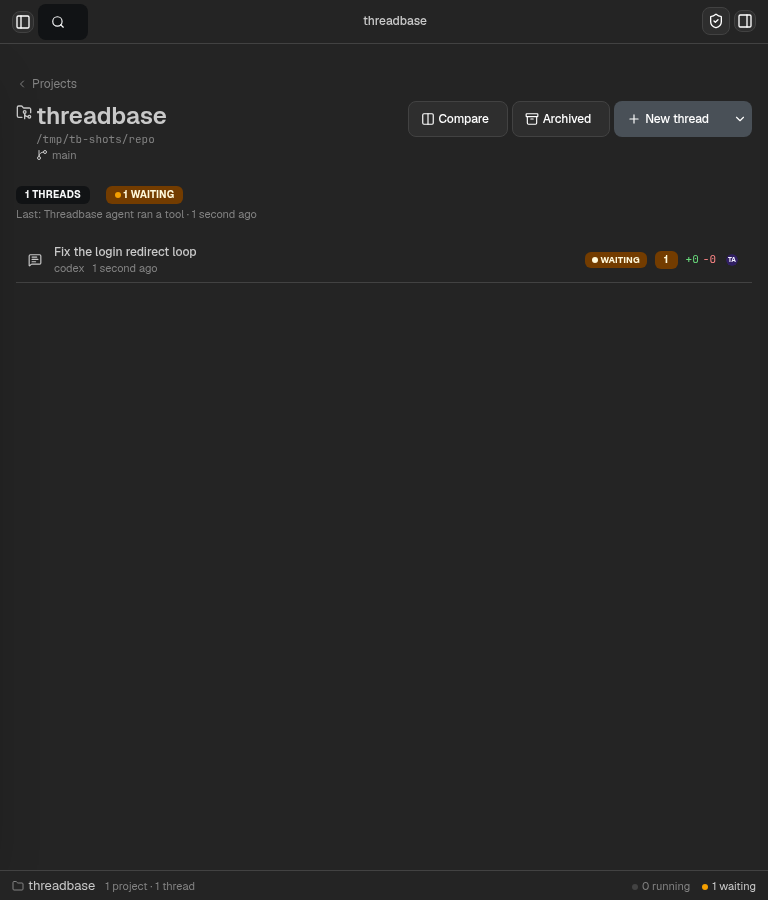 threadbase
Projects
threadbase
/tmp/tb-shots/repo
main
Compare
Archived
New thread
1 THREADS
1 WAITING
Last: Threadbase agent ran a tool · 1 second ago
Fix the login redirect loop
codex 1 second ago
WAITING
1
+0 -0
TA
threadbase 1 project · 1 thread
0 running
1 waiting